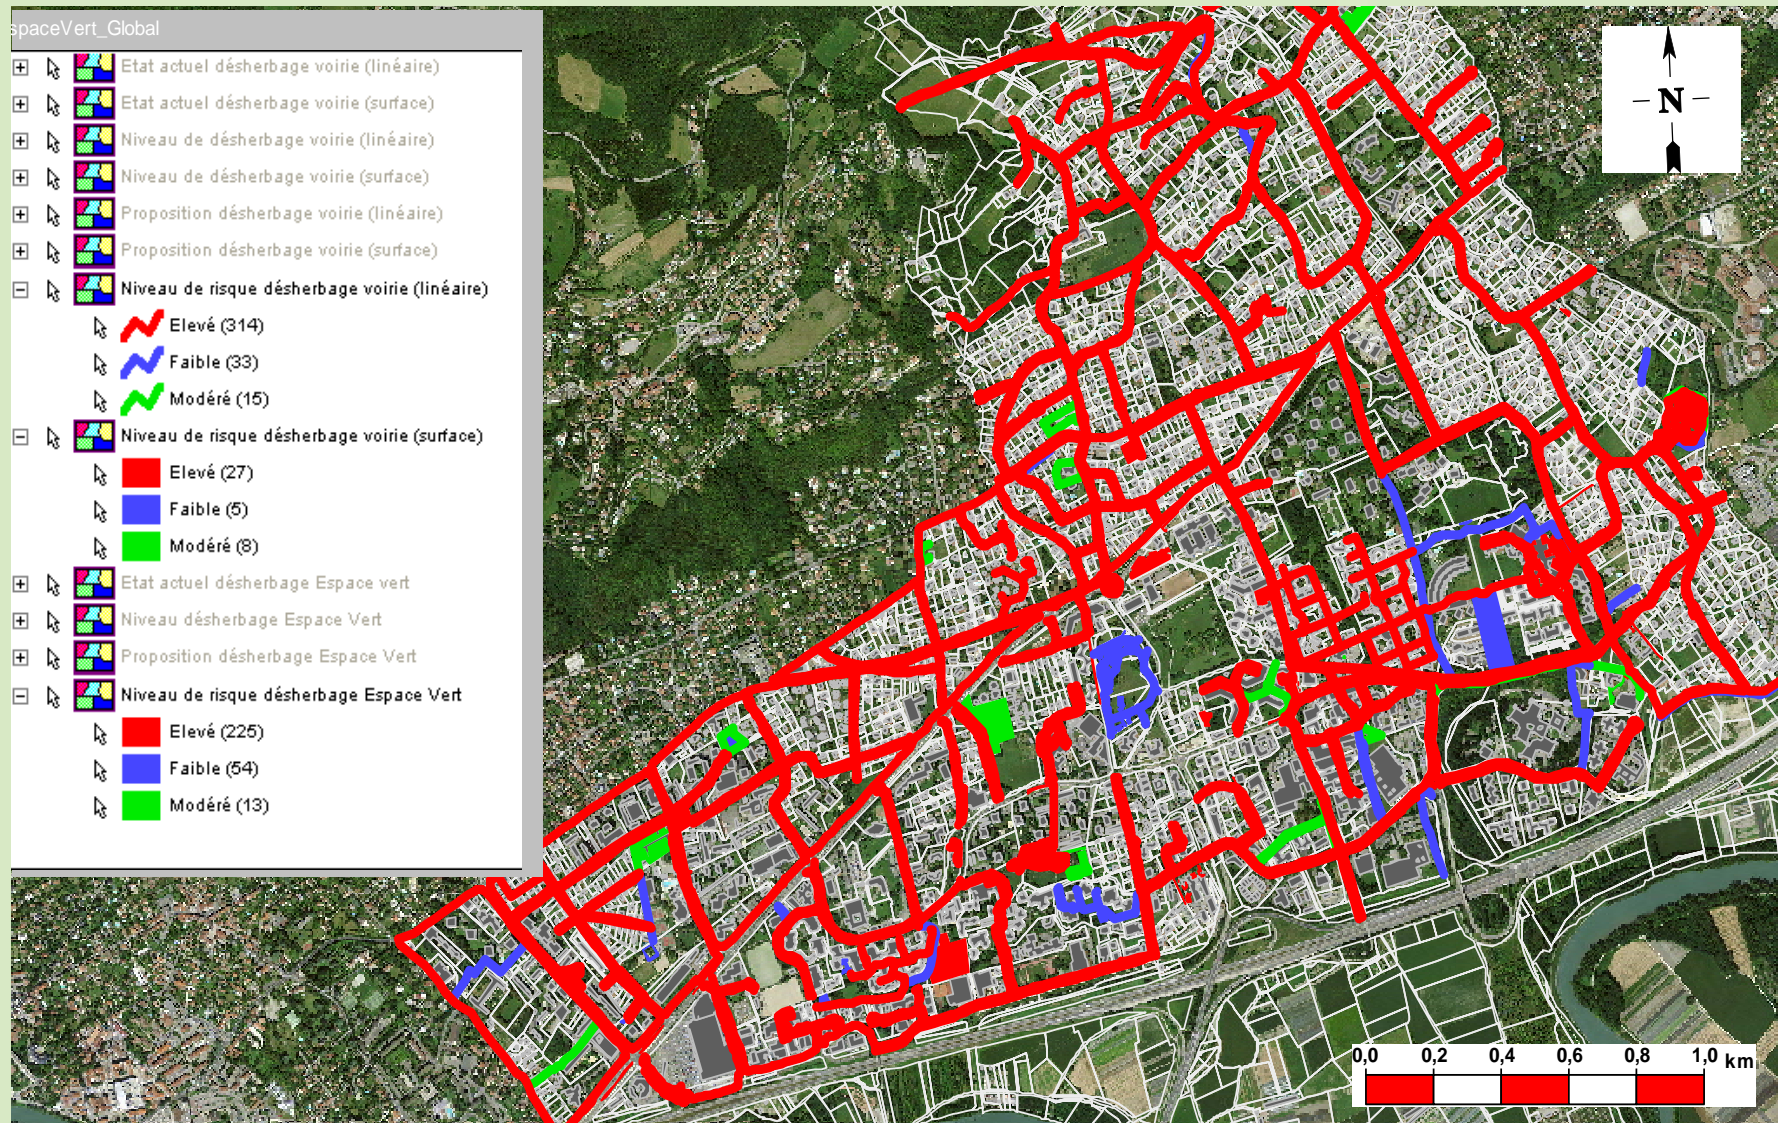 spaceVert_Global
Etat actuel désherbage voirie (linéaire)
Etat actuel désherbage voirie (surface)
Niveau de désherbage voirie (linéaire)
Niveau de désherbage voirie (surface)
Proposition désherbage voirie (linéaire)
Proposition désherbage voirie (surface)
Niveau de risque désherbage voirie (linéaire)
Elevé (314)
Faible (33)
Modéré (15)
Niveau de risque désherbage voirie (surface)
Elevé (27)
Faible (5)
Modéré (8)
Etat actuel désherbage Espace vert
Niveau désherbage Espace Vert
Proposition désherbage Espace Vert
Niveau de risque désherbage Espace Vert
Elevé (225)
Faible (54)
Modéré (13)
N
0,0 0,2 0,4 0,6 0,8 1,0 km